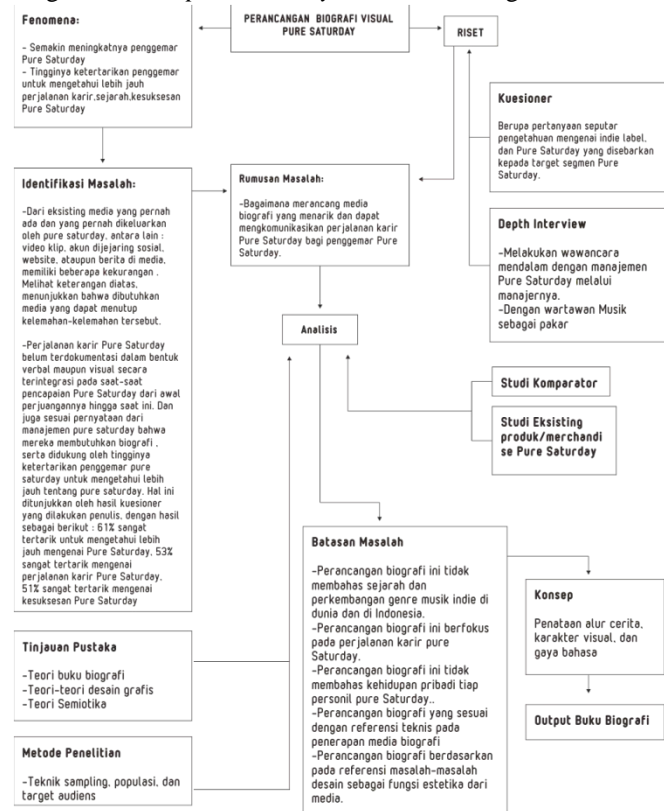 Fenomena:
- Semakin meningkatnya penggemar
Pure Saturday
- Tingginya ketertarikan penggemar
untuk mengetahui lebih jauh
perjalanan karir,sejarah,kesuksesan
Pure Saturday
PERANCANGAN BIOGRAFI VISUAL
PURE SATURDAY
RISET
Kuesioner
Berupa pertanyaan seputar
pengetahuan mengenai indie label,
dan Pure Saturday yang disebarkan
kepada target segmen Pure
Saturday.
Identifikasi Masalah:
-Dari eksisting media yang pernah
ada dan yang pernah dikeluarkan
oleh pure saturday, antara lain :
video klip, akun dijejaring sosial,
website, ataupun berita di media,
memiliki beberapa kekurangan .
Melihat keterangan diatas,
menunjukkan bahwa dibutuhkan
media yang dapat menutup
kelemahan-kelemahan tersebut.
-Perjalanan karir Pure Saturday
belum terdokumentasi dalam bentuk
verbal maupun visual secara
terintegrasi pada saat-saat
pencapaian Pure Saturday dari awal
perjuangannya hingga saat ini. Dan
juga sesuai pernyataan dari
manajemen pure saturday bahwa
mereka membutuhkan biografi ,
serta didukung oleh tingginya
ketertarikan penggemar pure
saturday untuk mengetahui lebih
jauh tentang pure saturday. Hal ini
ditunjukkan oleh hasil kuesioner
yang dilakukan penulis, dengan hasil
sebagai berikut : 61% sangat
tertarik untuk mengetahui lebih
jauh mengenai Pure Saturday, 53%
sangat tertarik mengenai
perjalanan karir Pure Saturday,
51% sangat tertarik mengenai
kesuksesan Pure Saturday
Rumusan Masalah:
-Bagaimana merancang media
biografi yang menarik dan dapat
mengkomunikasikan perjalanan karir
Pure Saturday bagi penggemar Pure
Saturday.
Depth Interview
-Melakukan wawancara
mendalam dengan manajemen
Pure Saturday melalui
manajernya.
-Dengan wartawan Musik
sebagai pakar
Analisis
Studi Komparator
Studi Eksisting
produk/merchandi
se Pure Saturday
Batasan Masalah
-Perancangan biografi ini tidak
membahas sejarah dan
perkembangan genre musik indie di
dunia dan di Indonesia.
-Perancangan biografi ini berfokus
pada perjalanan karir pure
Saturday.
-Perancangan biografi ini tidak
membahas kehidupan pribadi tiap
personil pure Saturday..
-Perancangan biografi yang sesuai
dengan referensi teknis pada
penerapan media biografi
-Perancangan biografi berdasarkan
pada referensi masalah-masalah
desain sebagai fungsi estetika dari
media.
Konsep
Penataan alur cerita,
karakter visual, dan
gaya bahasa
Output Buku Biografi
Tinjauan Pustaka
-Teori buku biografi
-Teori-teori desain grafis
-Teori Semiotika
Metode Penelitian
-Teknik sampling, populasi, dan
target audiens